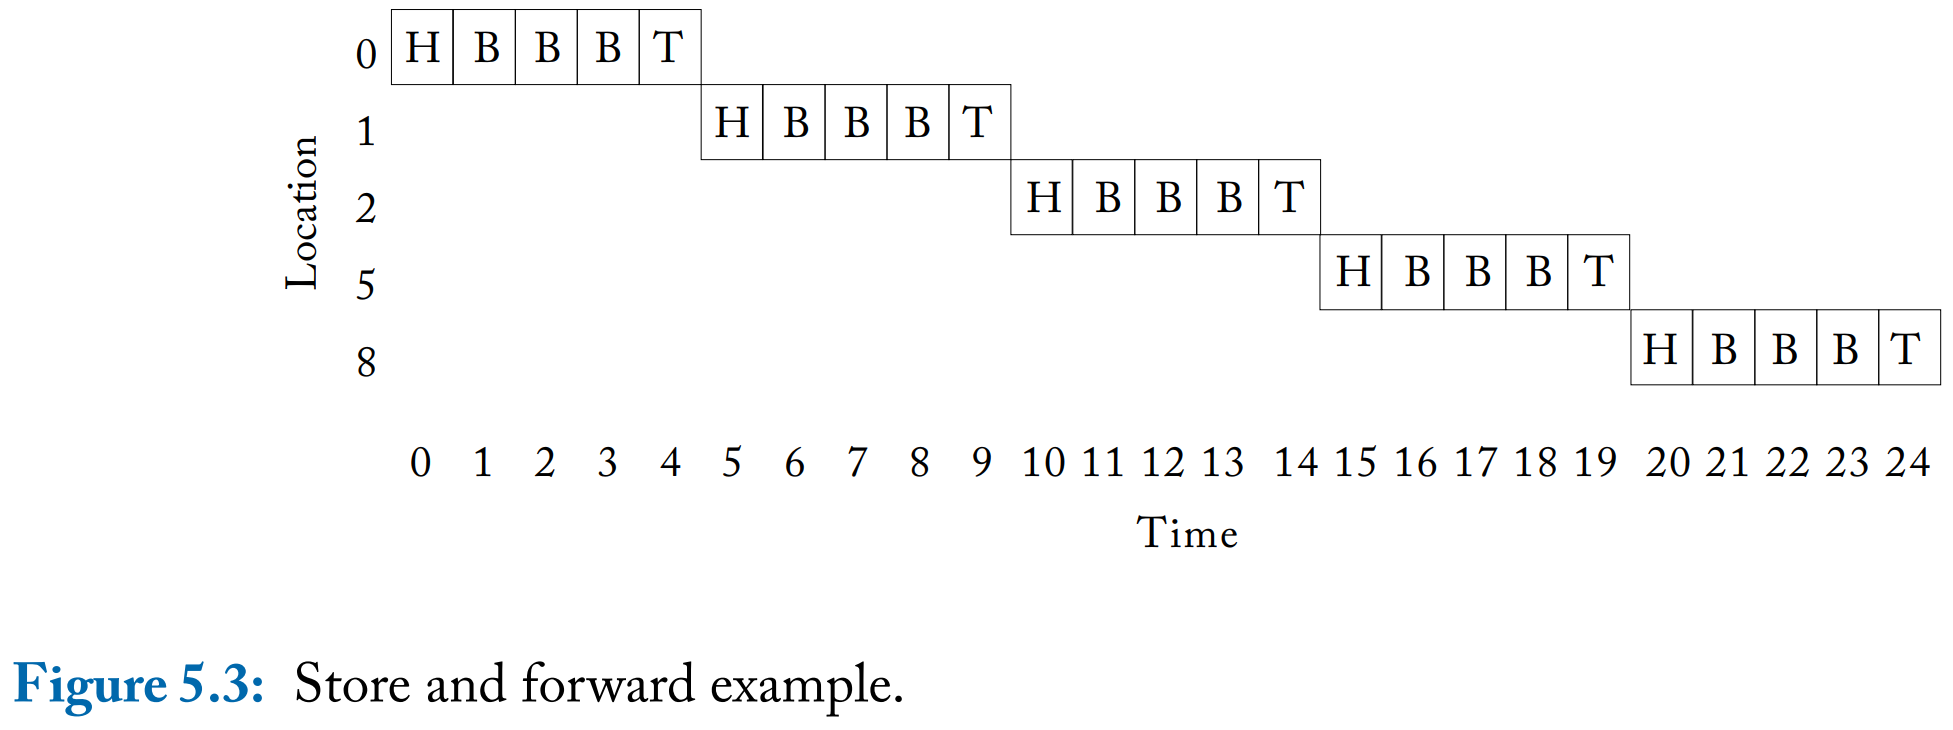 0 H B B B T
1 H B B B T
2 H B B B T
5 H B B B T
8 H B B B T
Location
0 1 2 3 4 5 6 7 8 9 10 11 12 13 14 15 16 17 18 19 20 21 22 23 24
Time
Figure 5.3: Store and forward example.